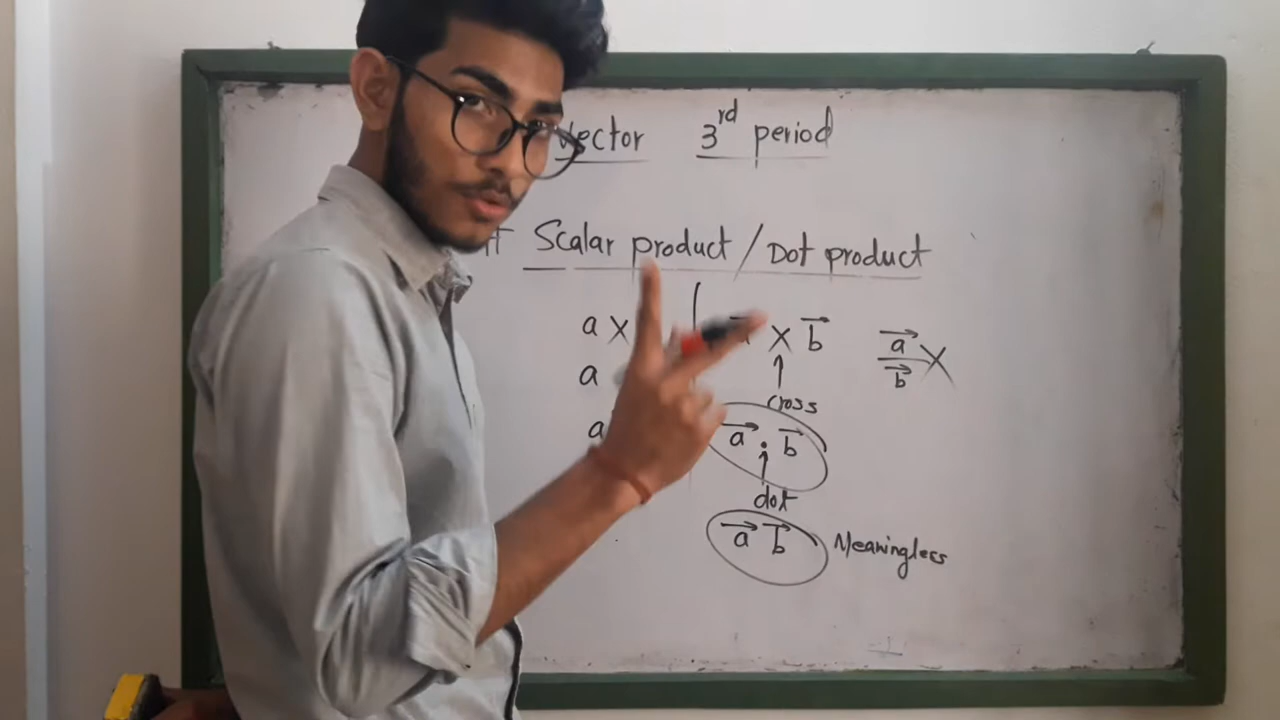 Vector 3rd period
Scalar product / Dot product
a x
a
a
x b⃗
a⃗
b⃗ X
cross
a⃗ . b⃗
dot
a⃗ b⃗ Meaningless